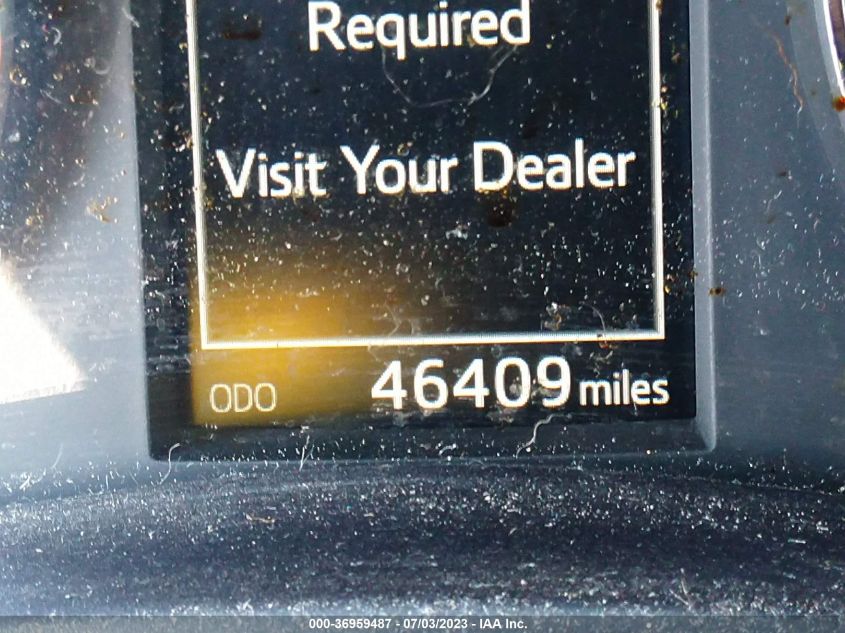 Required
Visit Your Dealer
ODO 46409 miles
000-36959487 - 07/03/2023 - IAA Inc.